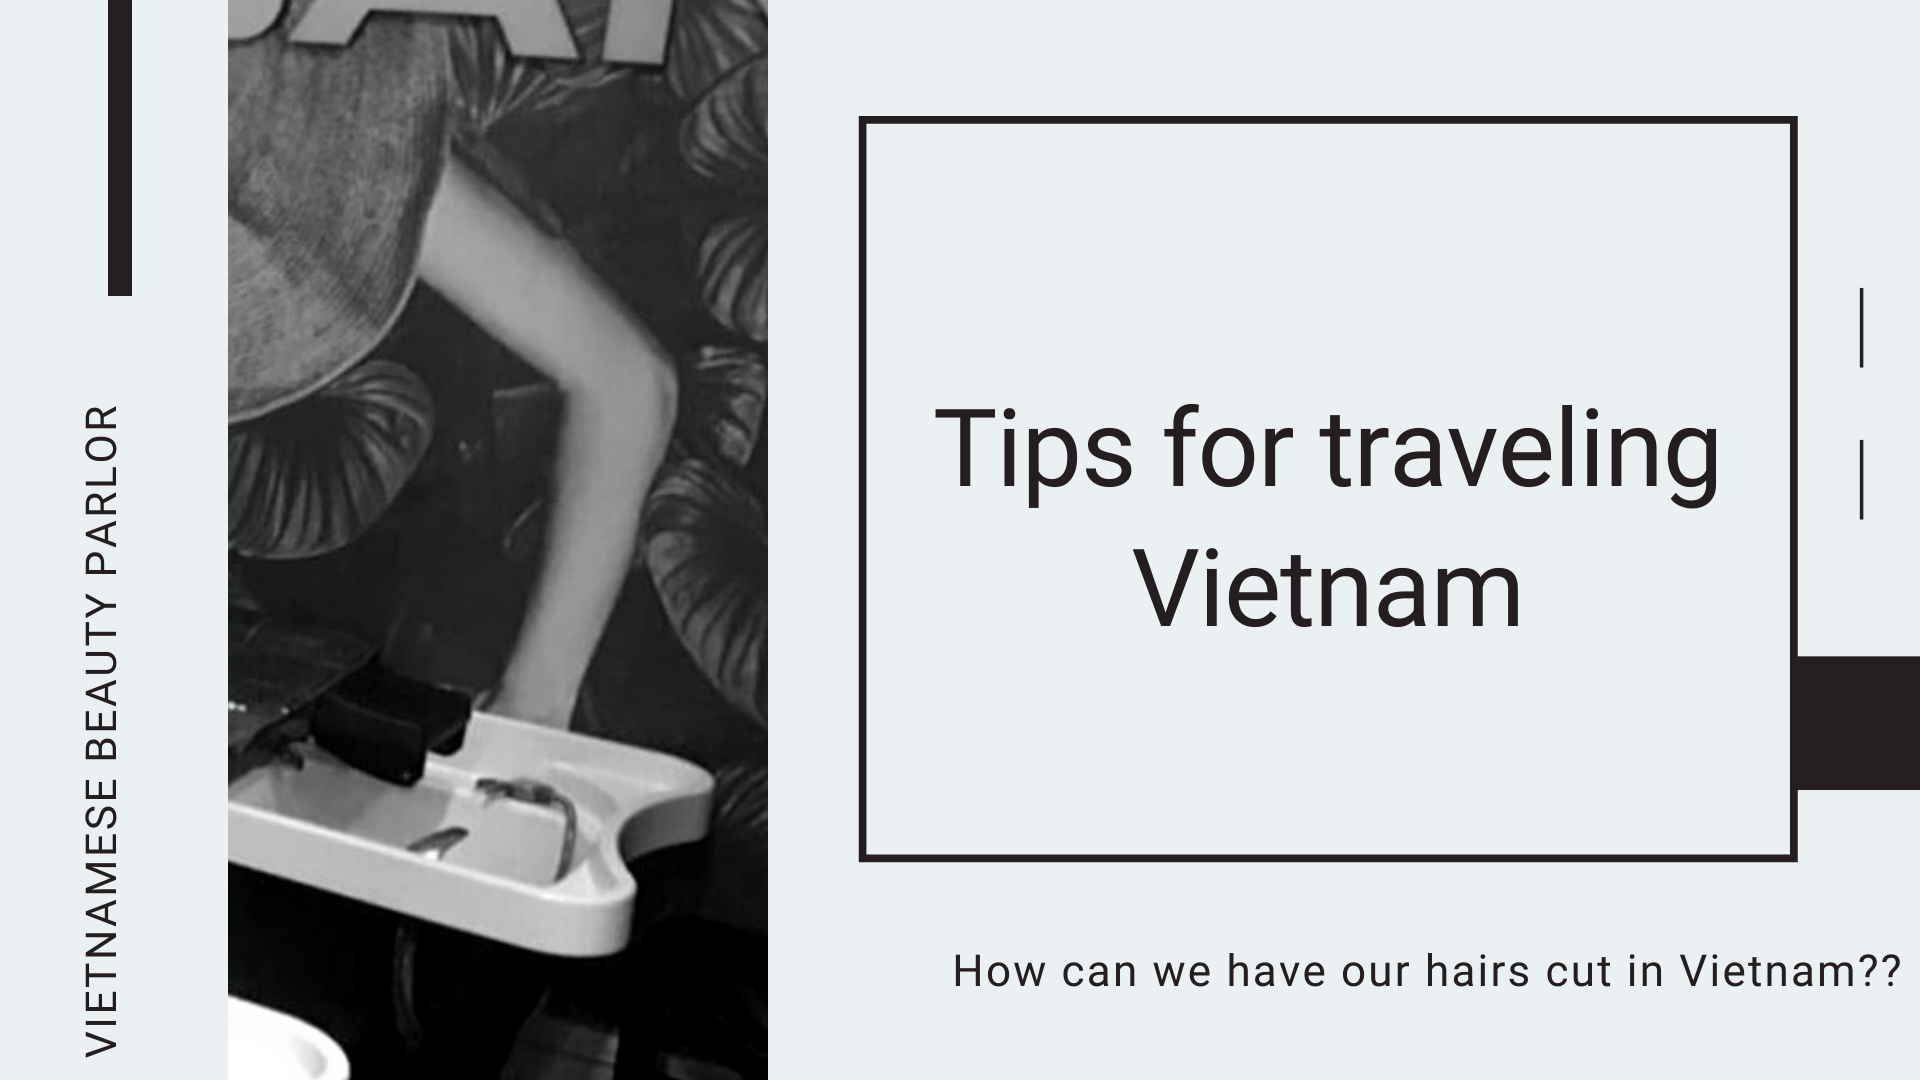 VIETNAMESE BEAUTY PARLOR
Tips for traveling
Vietnam
How can we have our hairs cut in Vietnam??